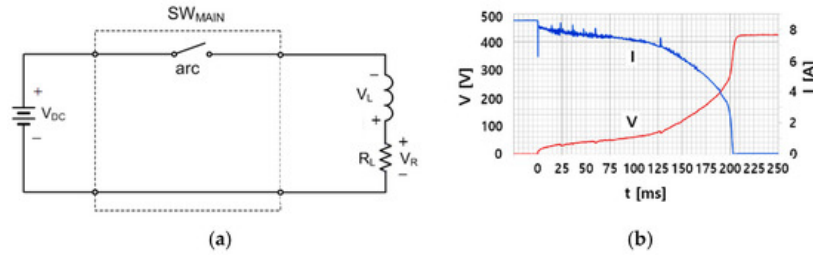 SW_MAIN
arc
+
V_DC
−
−
V_L
+
R_L
+
V_R
−
(a)
500
400
300
200
100
0
V [V]
I
V
8
6
4
2
0
I [A]
0 25 50 75 100 125 150 175 200 225 250
t [ms]
(b)